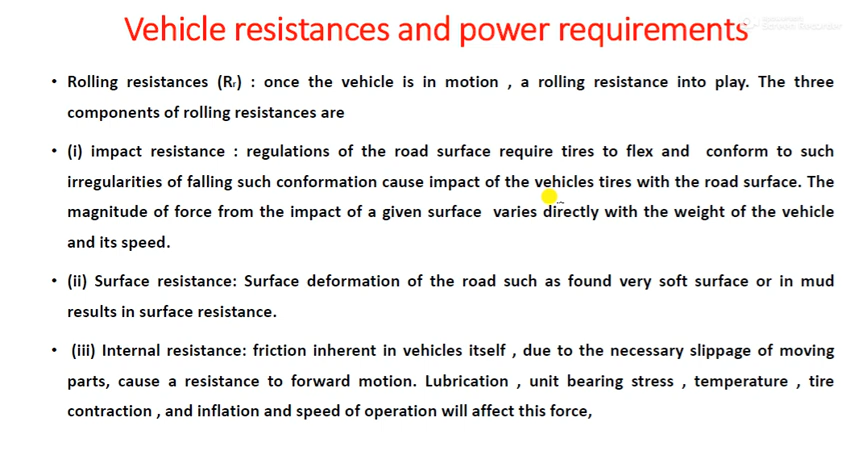 Vehicle resistances and power requirements
Screen Recorder
• Rolling resistances (Rr) : once the vehicle is in motion , a rolling resistance into play. The three
components of rolling resistances are
• (i) impact resistance : regulations of the road surface require tires to flex and conform to such
irregularities of falling such conformation cause impact of the vehicles tires with the road surface. The
magnitude of force from the impact of a given surface varies directly with the weight of the vehicle
and its speed.
• (ii) Surface resistance: Surface deformation of the road such as found very soft surface or in mud
results in surface resistance.
• (iii) Internal resistance: friction inherent in vehicles itself , due to the necessary slippage of moving
parts, cause a resistance to forward motion. Lubrication , unit bearing stress , temperature , tire
contraction , and inflation and speed of operation will affect this force,